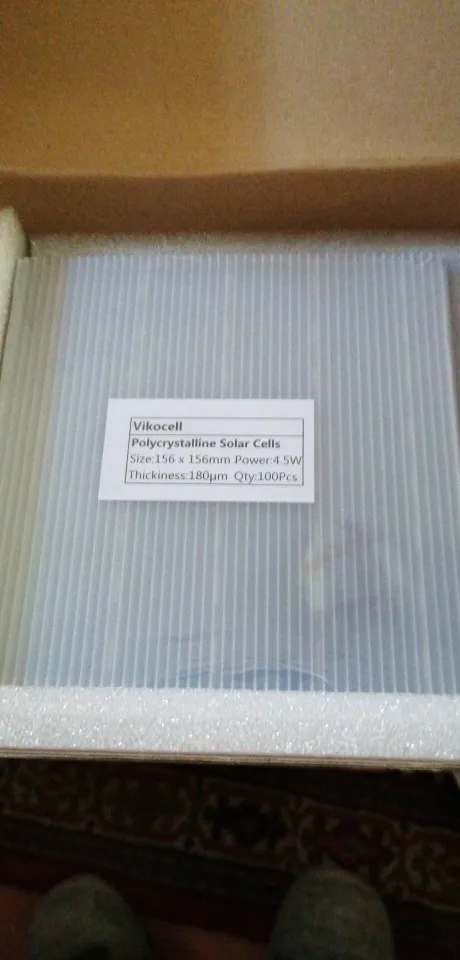 Vikocell
Polycrystalline Solar Cells
Size:156 x 156mm Power:4.5W
Thickiness:180μm Qty:100Pcs